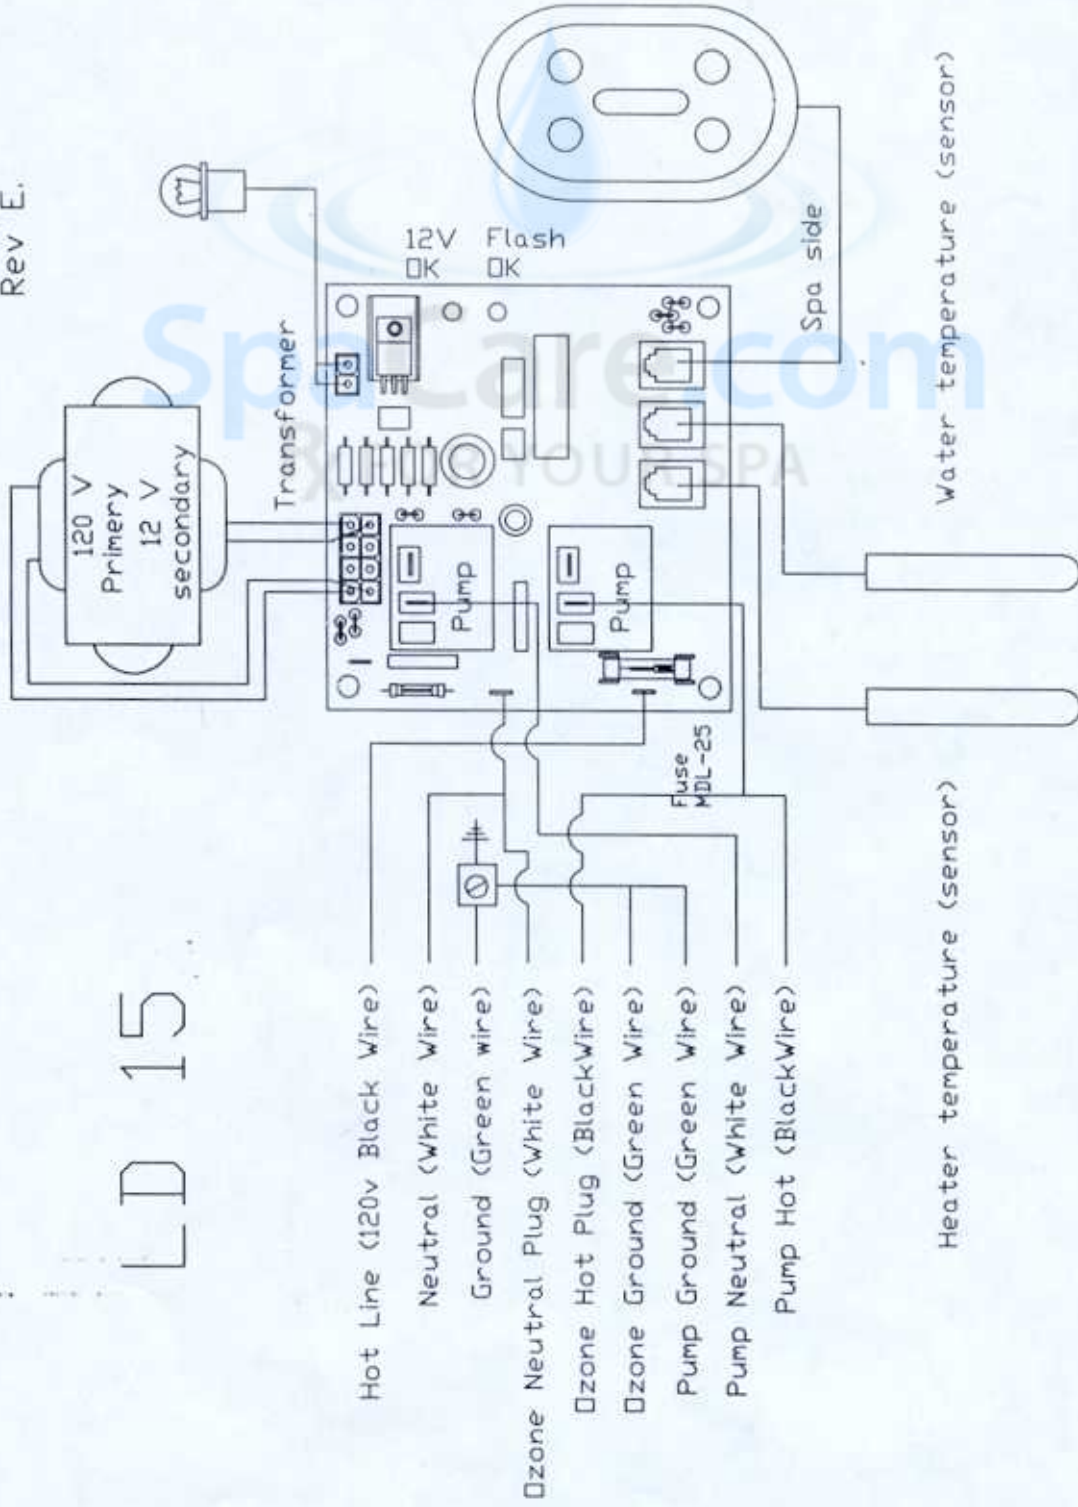 Rev E.
LD 15
120 V
Primery
12 V
secondary
Transformer
12V Flash
OK OK
Pump
Pump
Fuse
MDL-25
Spa side
Hot Line (120v Black Wire)
Neutral (White Wire)
Ground (Green wire)
Ozone Neutral Plug (White Wire)
Ozone Hot Plug (BlackWire)
Ozone Ground (Green Wire)
Pump Ground (Green Wire)
Pump Neutral (White Wire)
Pump Hot (BlackWire)
Heater temperature (sensor)
Water temperature (sensor)
SpaCare.com
YOUR SPA